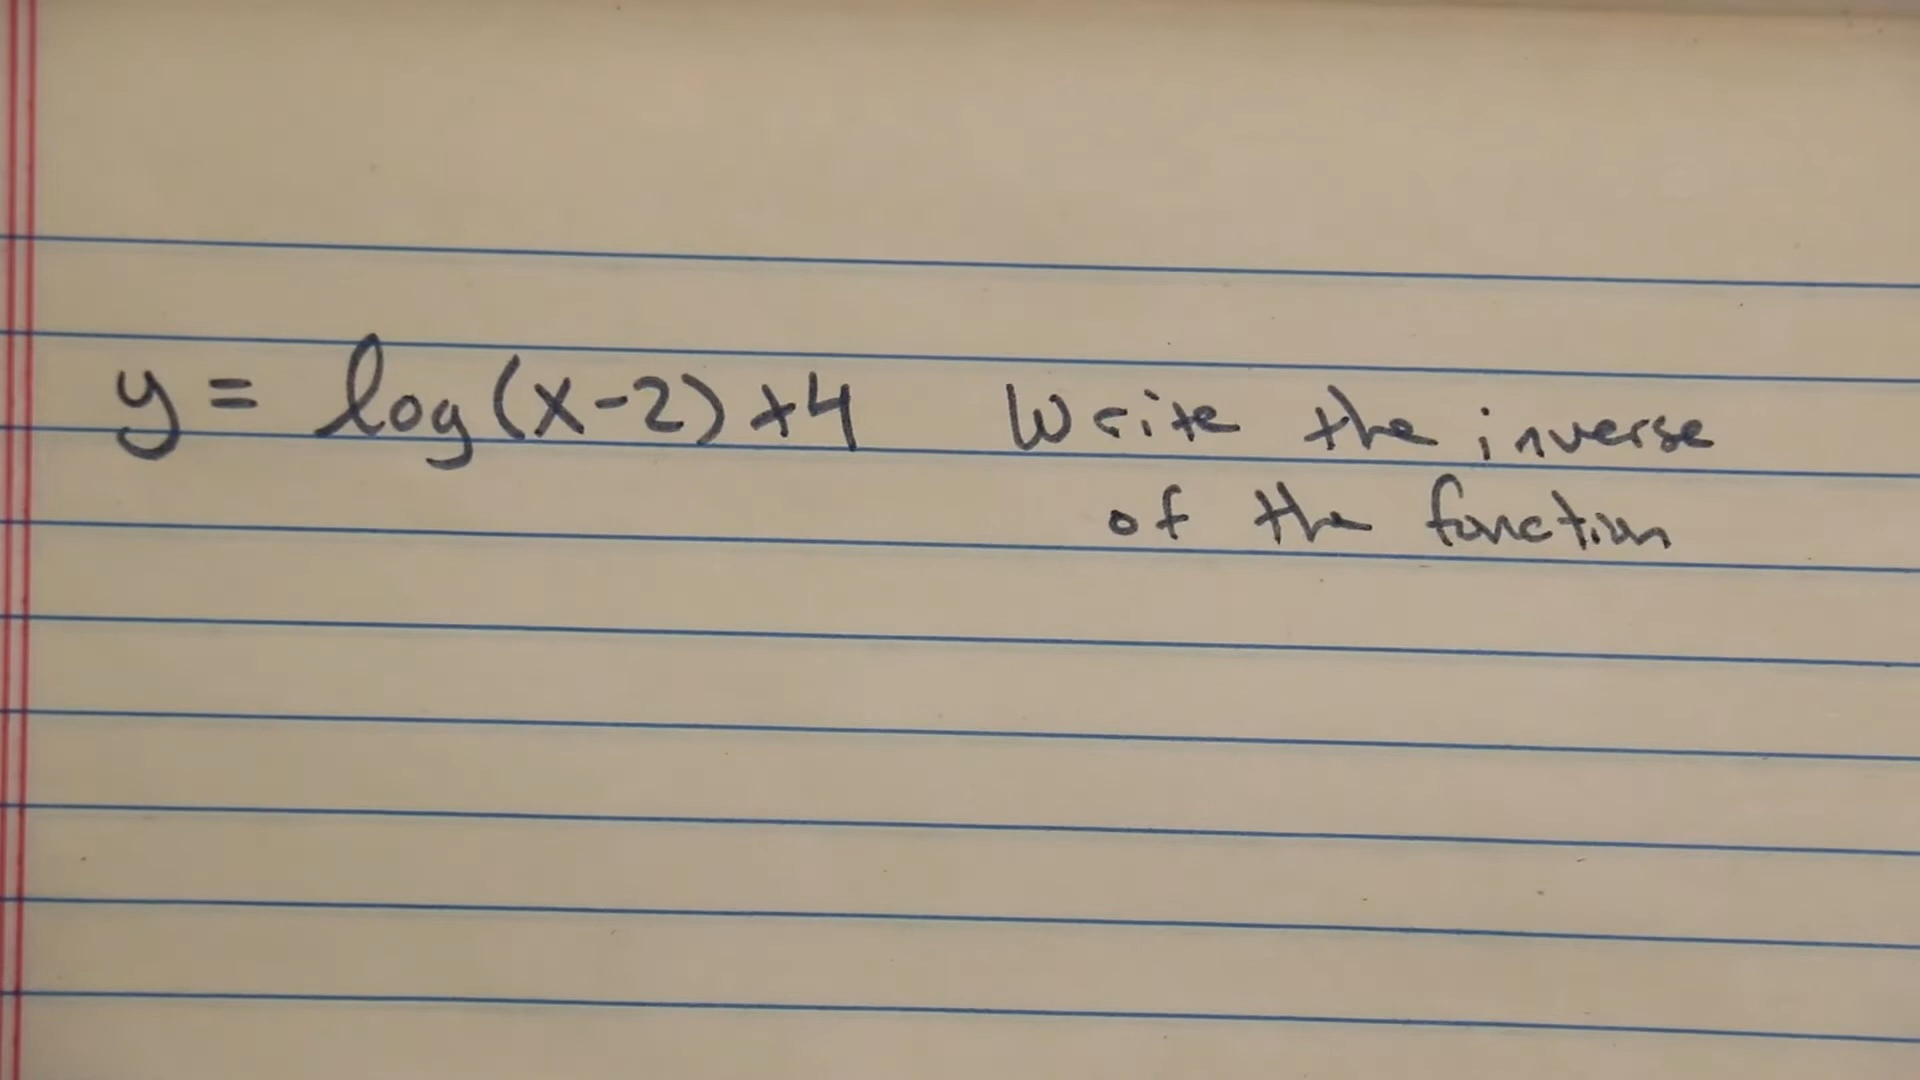 y = log(x-2)+4 Write the inverse
of the function